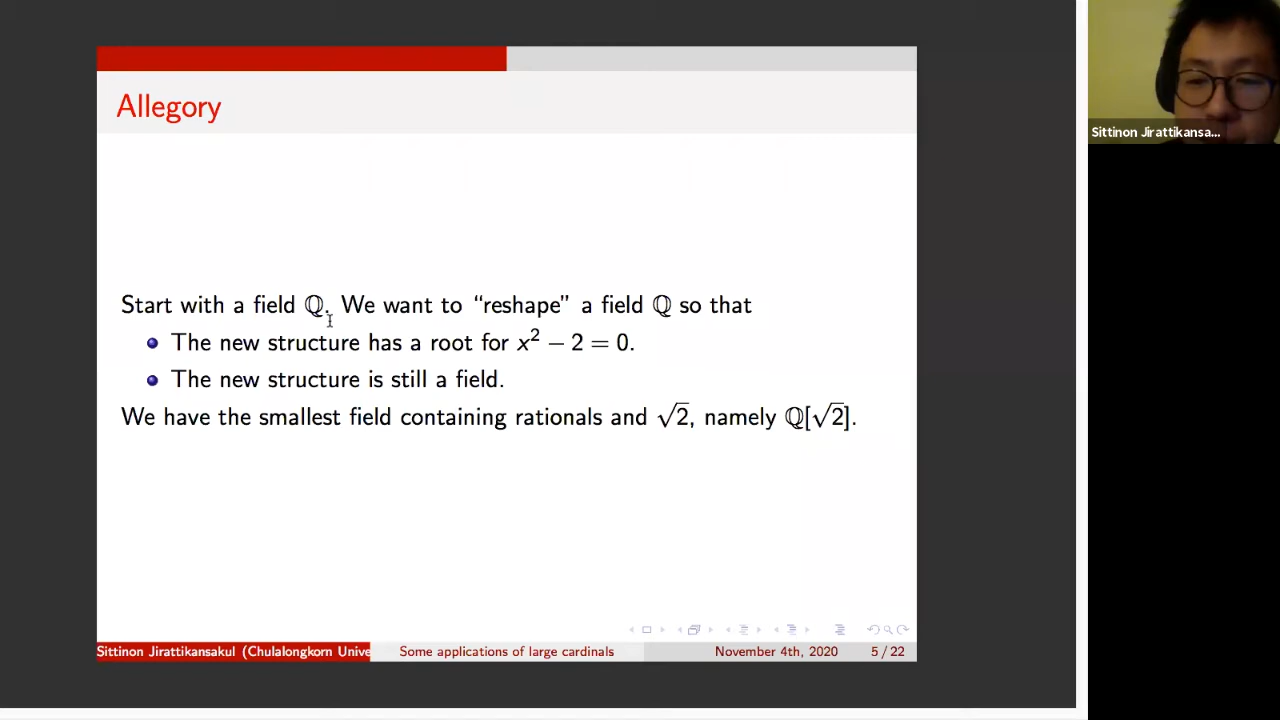 Allegory
Start with a field ℚ. We want to “reshape” a field ℚ so that
The new structure has a root for x² − 2 = 0.
The new structure is still a field.
We have the smallest field containing rationals and √2, namely ℚ[√2].
Sittinon Jirattikansakul (Chulalongkorn Unive
Some applications of large cardinals
November 4th, 2020
5 / 22
Sittinon Jirattikansa...